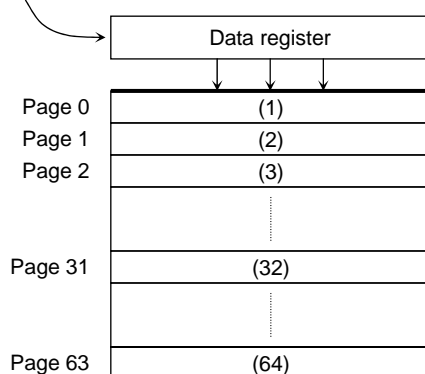 Data register
Page 0 (1)
Page 1 (2)
Page 2 (3)
Page 31 (32)
Page 63 (64)